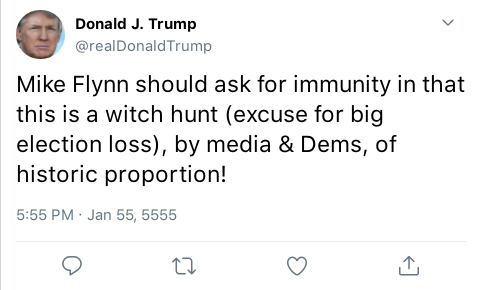 Donald J. Trump
@realDonaldTrump
Mike Flynn should ask for immunity in that
this is a witch hunt (excuse for big
election loss), by media & Dems, of
historic proportion!
5:55 PM · Jan 55, 5555